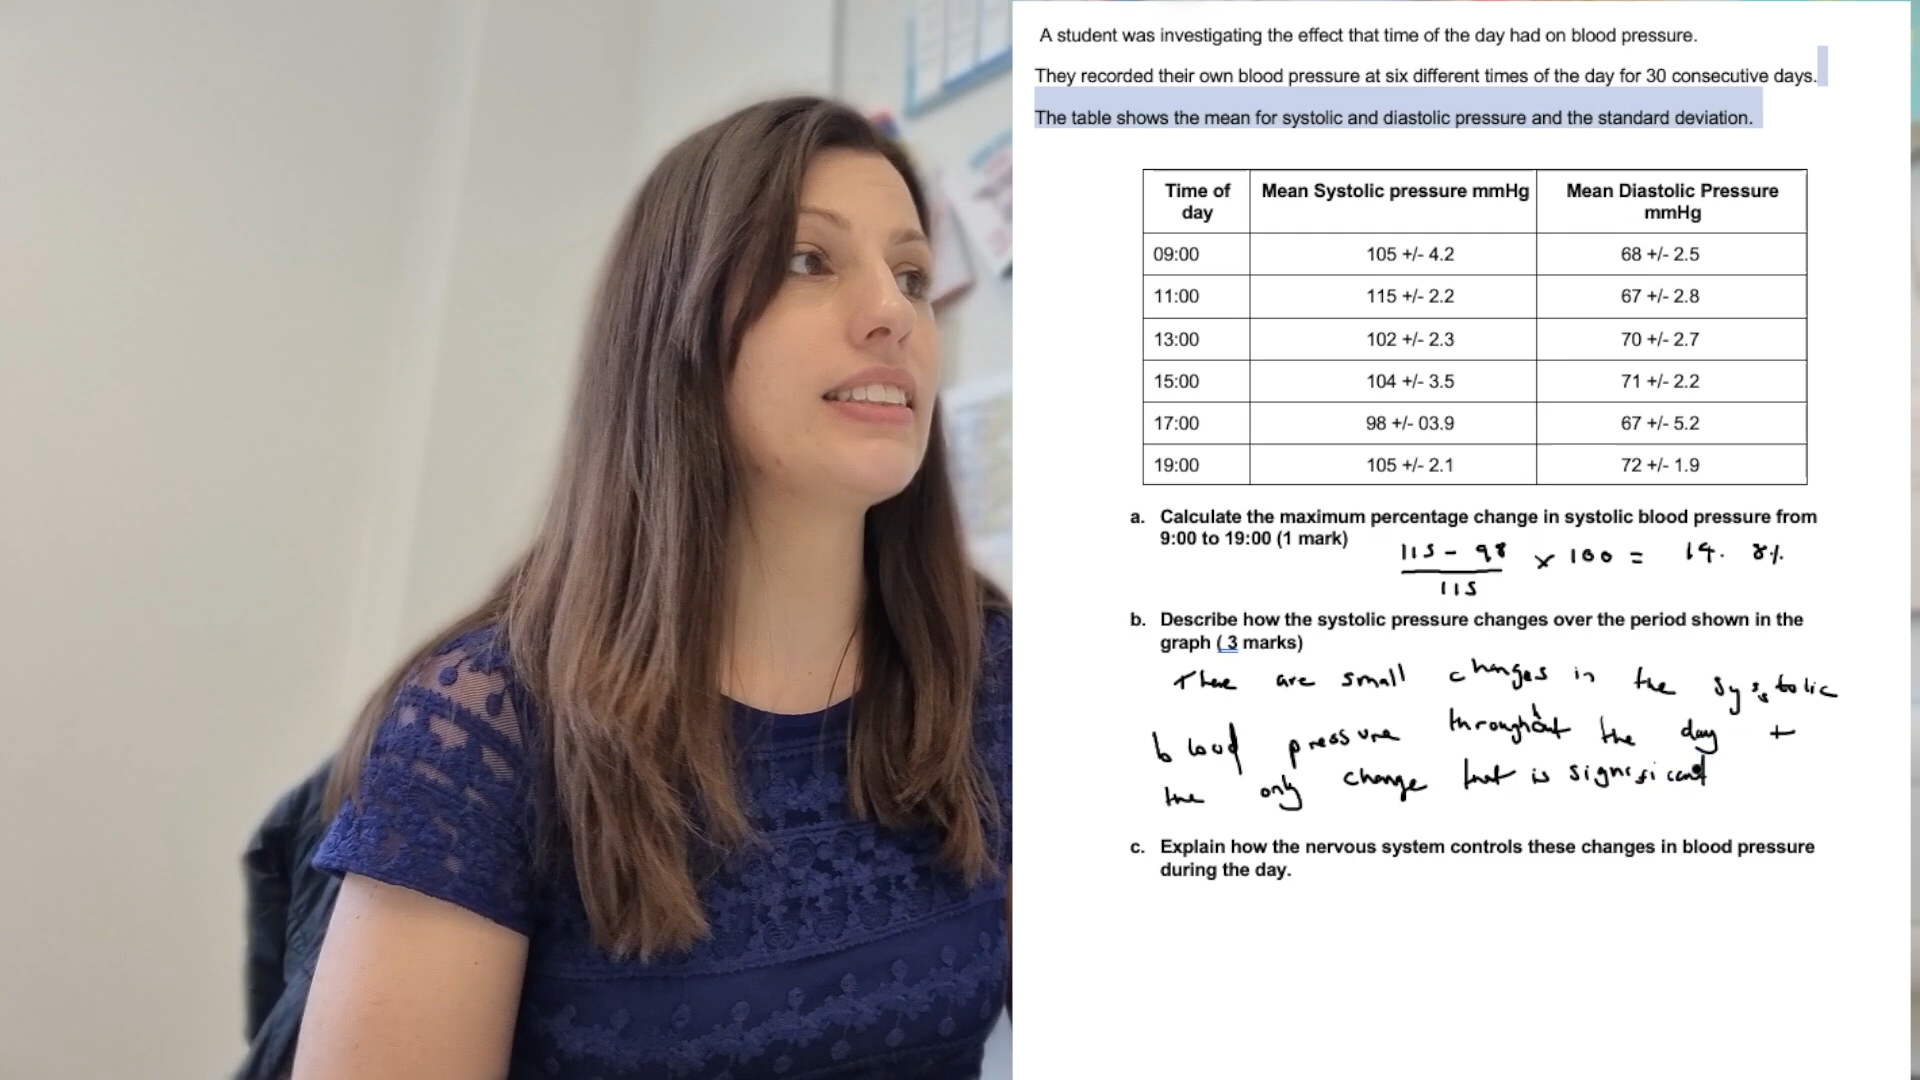 A student was investigating the effect that time of the day had on blood pressure.
They recorded their own blood pressure at six different times of the day for 30 consecutive days.
The table shows the mean for systolic and diastolic pressure and the standard deviation.
Time of day Mean Systolic pressure mmHg Mean Diastolic Pressure mmHg
09:00 105 +/- 4.2 68 +/- 2.5
11:00 115 +/- 2.2 67 +/- 2.8
13:00 102 +/- 2.3 70 +/- 2.7
15:00 104 +/- 3.5 71 +/- 2.2
17:00 98 +/- 03.9 67 +/- 5.2
19:00 105 +/- 2.1 72 +/- 1.9
a. Calculate the maximum percentage change in systolic blood pressure from
9:00 to 19:00 (1 mark)
115 - 98 × 100 = 14. 8%
115
b. Describe how the systolic pressure changes over the period shown in the
graph ( 3 marks)
There are small changes in the systolic
blood pressure throughout the day +
the only change that is significant
c. Explain how the nervous system controls these changes in blood pressure
during the day.